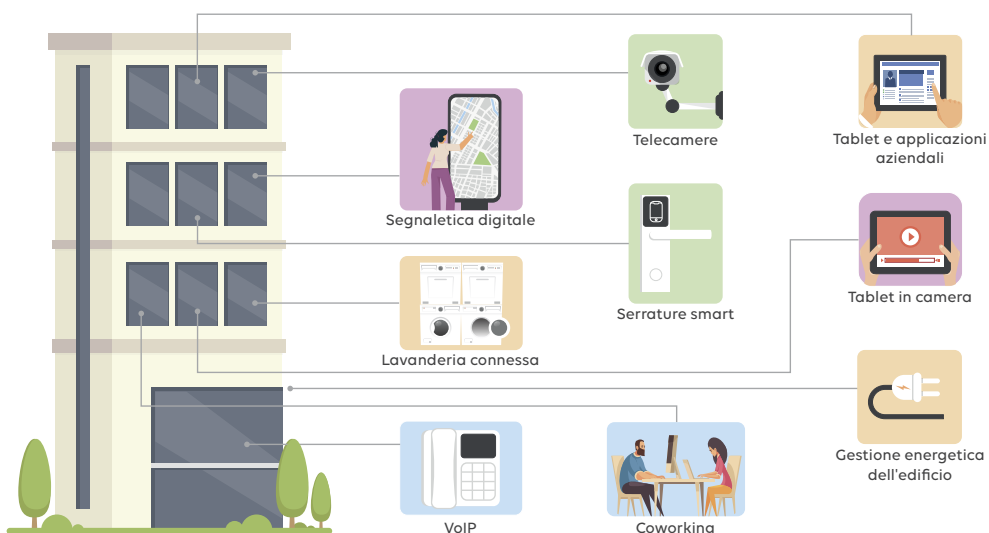 Telecamere
Tablet e applicazioni
aziendali
Segnaletica digitale
Serrature smart
Tablet in camera
Lavanderia connessa
Gestione energetica
dell'edificio
VoIP
Coworking